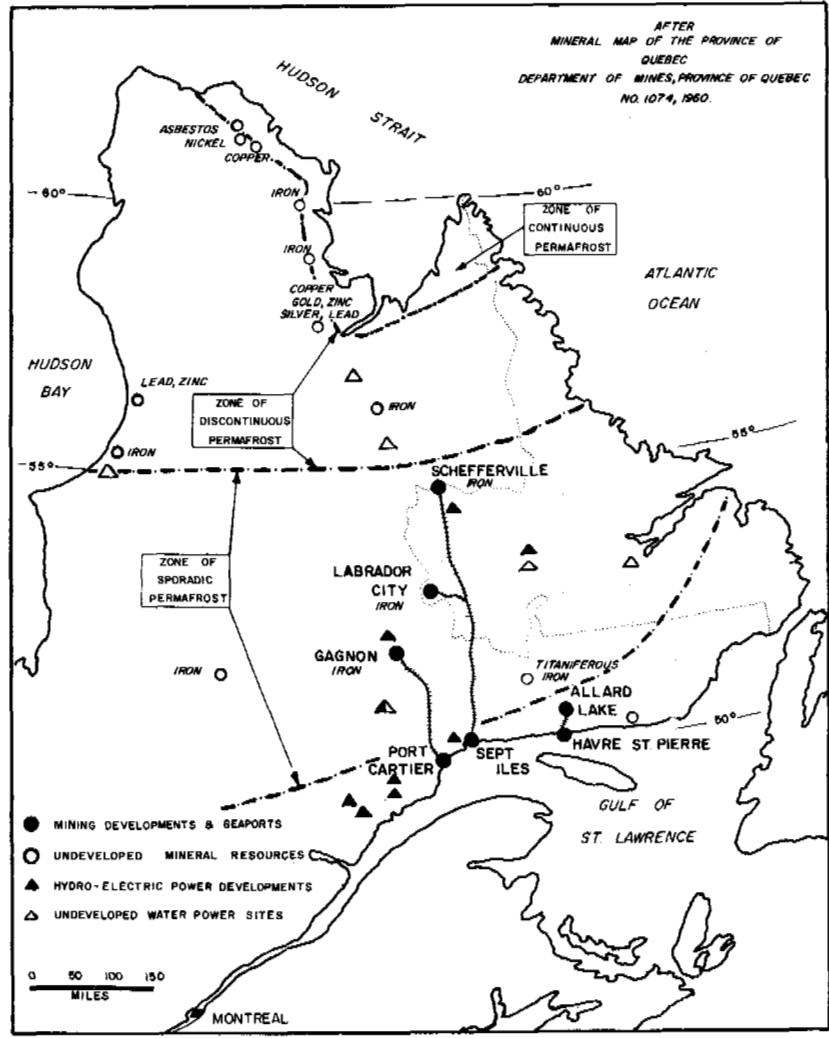 AFTER
MINERAL MAP OF THE PROVINCE OF
QUEBEC
DEPARTMENT OF MINES, PROVINCE OF QUEBEC
NO. 1074, 1960.
HUDSON
STRAIT
ASBESTOS
NICKEL
COPPER
60°
60°
IRON
ZONE OF
CONTINUOUS
PERMAFROST
IRON
ATLANTIC
OCEAN
COPPER
GOLD, ZINC
SILVER, LEAD
HUDSON
BAY
LEAD, ZINC
ZONE OF
DISCONTINUOUS
PERMAFROST
IRON
55°
IRON
55°
SCHEFFERVILLE
IRON
ZONE OF
SPORADIC
PERMAFROST
LABRADOR
CITY
IRON
GAGNON
IRON
IRON
TITANIFEROUS
IRON
ALLARD
LAKE
50°
PORT
CARTIER
SEPT
ILES
HAVRE ST. PIERRE
GULF OF
ST. LAWRENCE
MINING DEVELOPMENTS & SEAPORTS
UNDEVELOPED MINERAL RESOURCES
HYDRO-ELECTRIC POWER DEVELOPMENTS
UNDEVELOPED WATER POWER SITES
0 50 100 150
MILES
MONTREAL